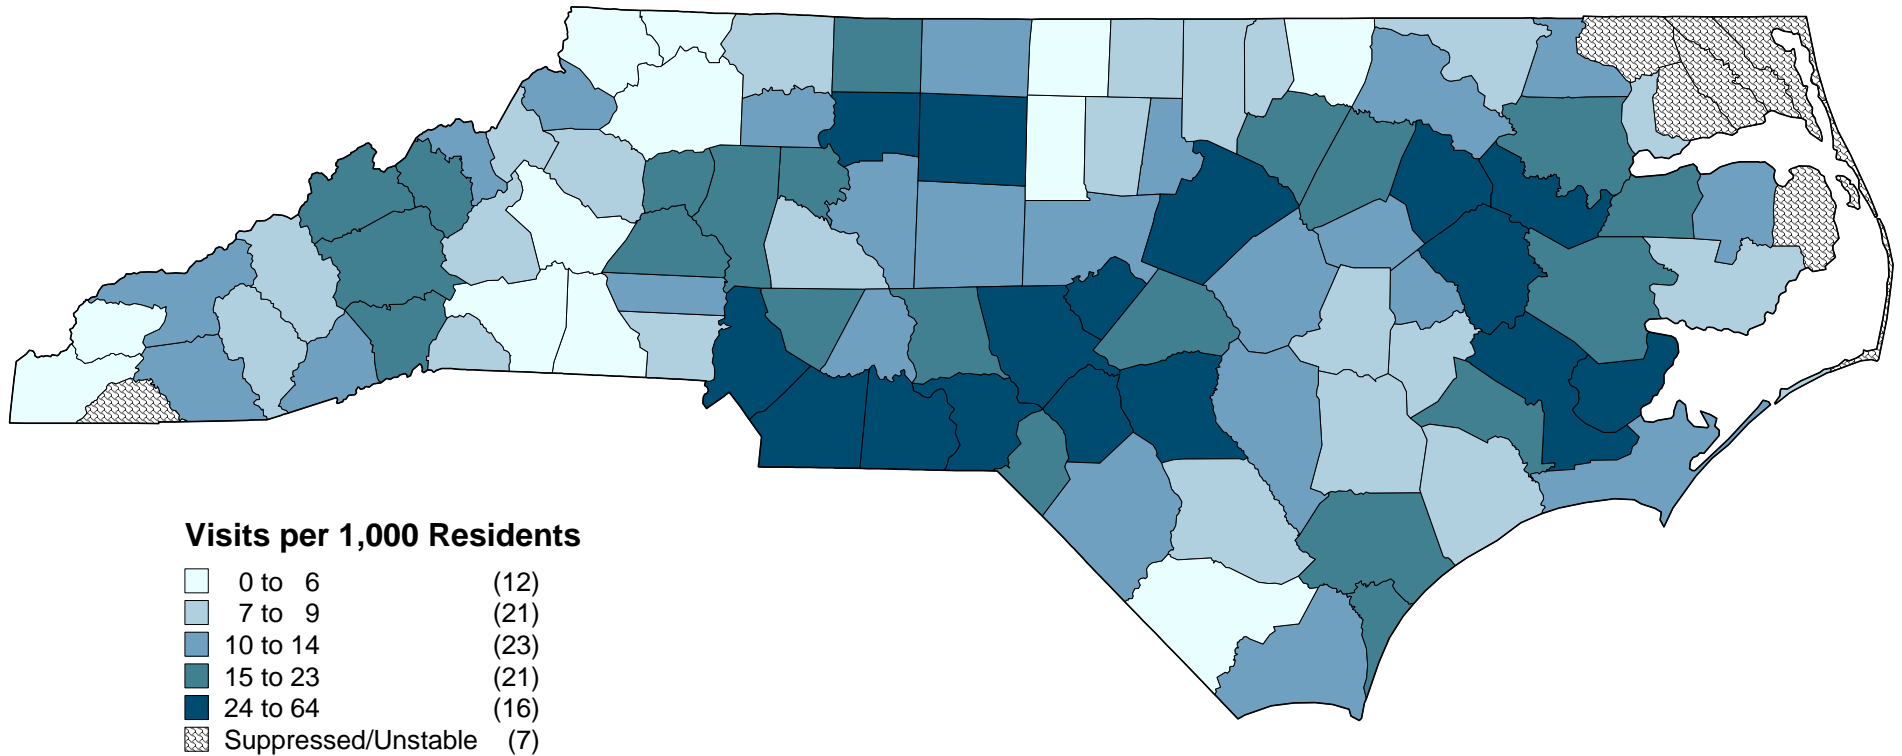 Visits per 1,000 Residents
0 to 6 (12)
7 to 9 (21)
10 to 14 (23)
15 to 23 (21)
24 to 64 (16)
Suppressed/Unstable (7)